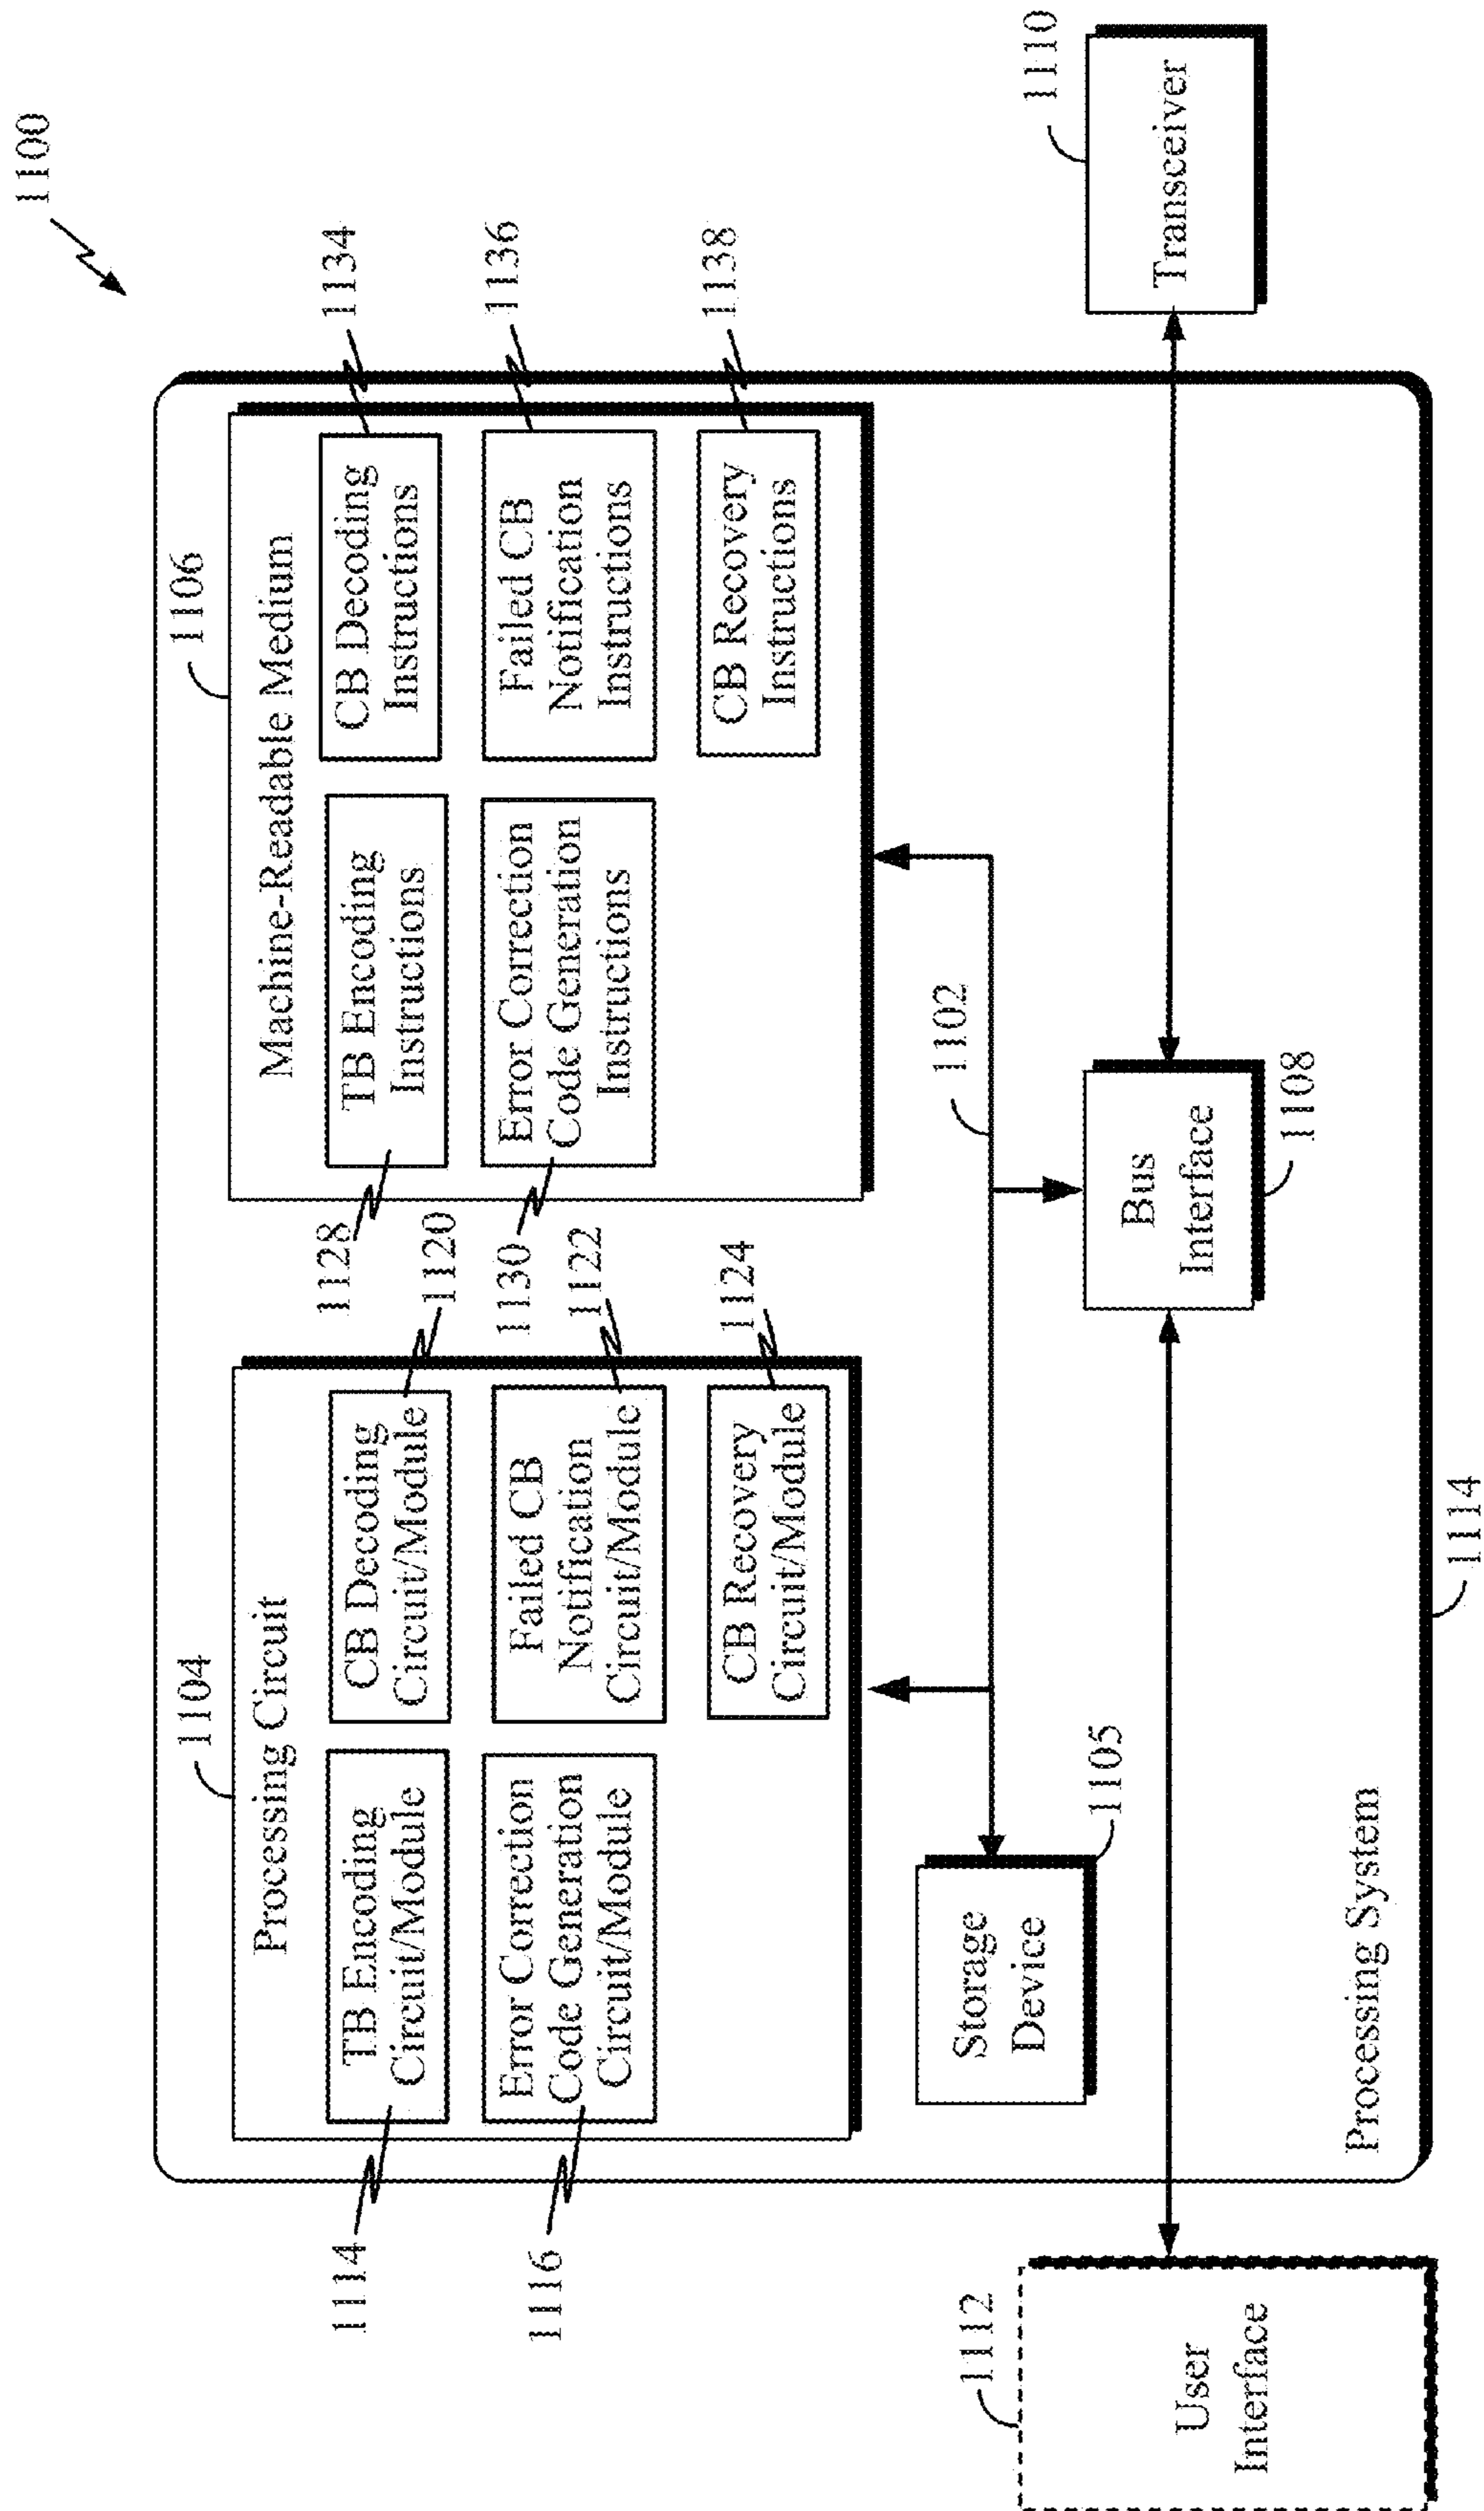 1100
1104
Processing Circuit
1114
TB Encoding
Circuit/Module
CB Decoding
Circuit/Module
1120
1116
Error Correction
Code Generation
Circuit/Module
Failed CB
Notification
Circuit/Module
1122
CB Recovery
Circuit/Module
1124
1106
Machine-Readable Medium
1128
TB Encoding
Instructions
CB Decoding
Instructions
1134
1130
Error Correction
Code Generation
Instructions
Failed CB
Notification
Instructions
1136
CB Recovery
Instructions
1138
1102
Storage
Device
1105
1112
User
Interface
Bus
Interface
1108
1110
Transceiver
Processing System
1114